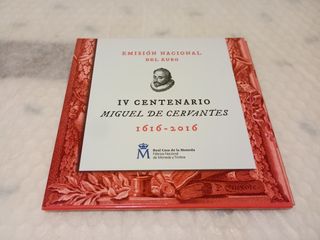 EMISIÓN NACIONAL
DEL EURO
IV CENTENARIO
MIGUEL DE CERVANTES
1616-2016
M
Real Casa de la Moneda
Fábrica Nacional
de Moneda y Timbre